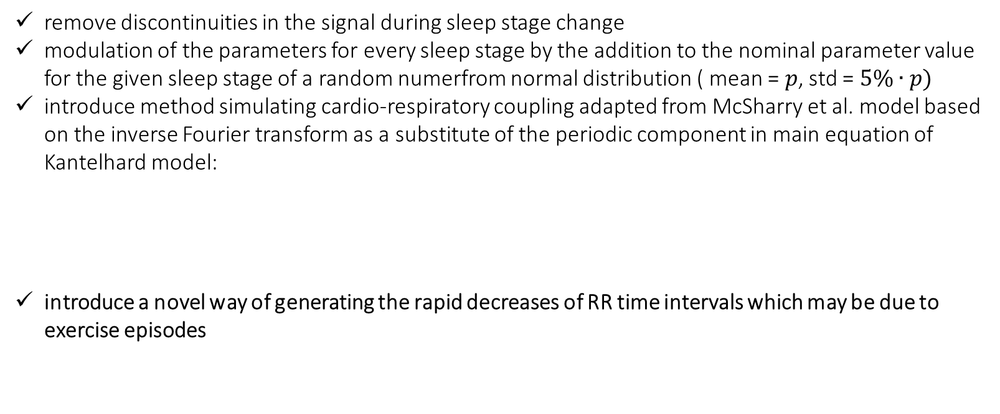 ✓ remove discontinuities in the signal during sleep stage change
✓ modulation of the parameters for every sleep stage by the addition to the nominal parameter value
for the given sleep stage of a random numerfrom normal distribution ( mean = p, std = 5% · p)
✓ introduce method simulating cardio-respiratory coupling adapted from McSharry et al. model based
on the inverse Fourier transform as a substitute of the periodic component in main equation of
Kantelhard model:
✓ introduce a novel way of generating the rapid decreases of RR time intervals which may be due to
exercise episodes